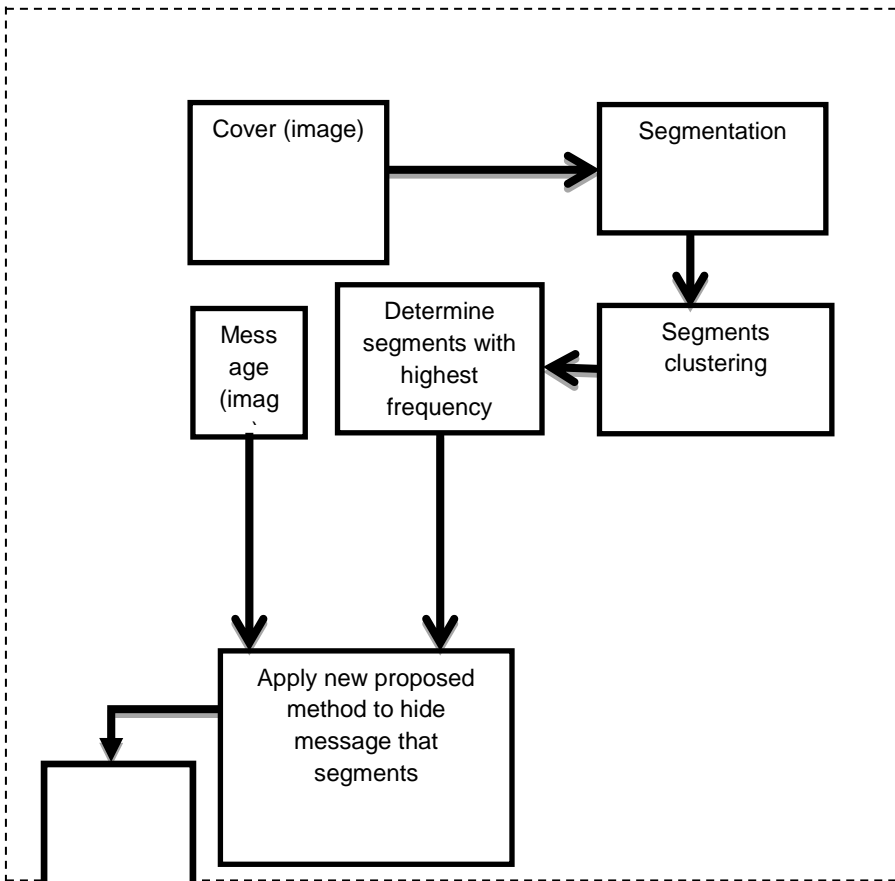 Cover (image)
Segmentation
Determine
segments with
highest
frequency
Segments
clustering
Mess
age
(imag
Apply new proposed
method to hide
message that
segments